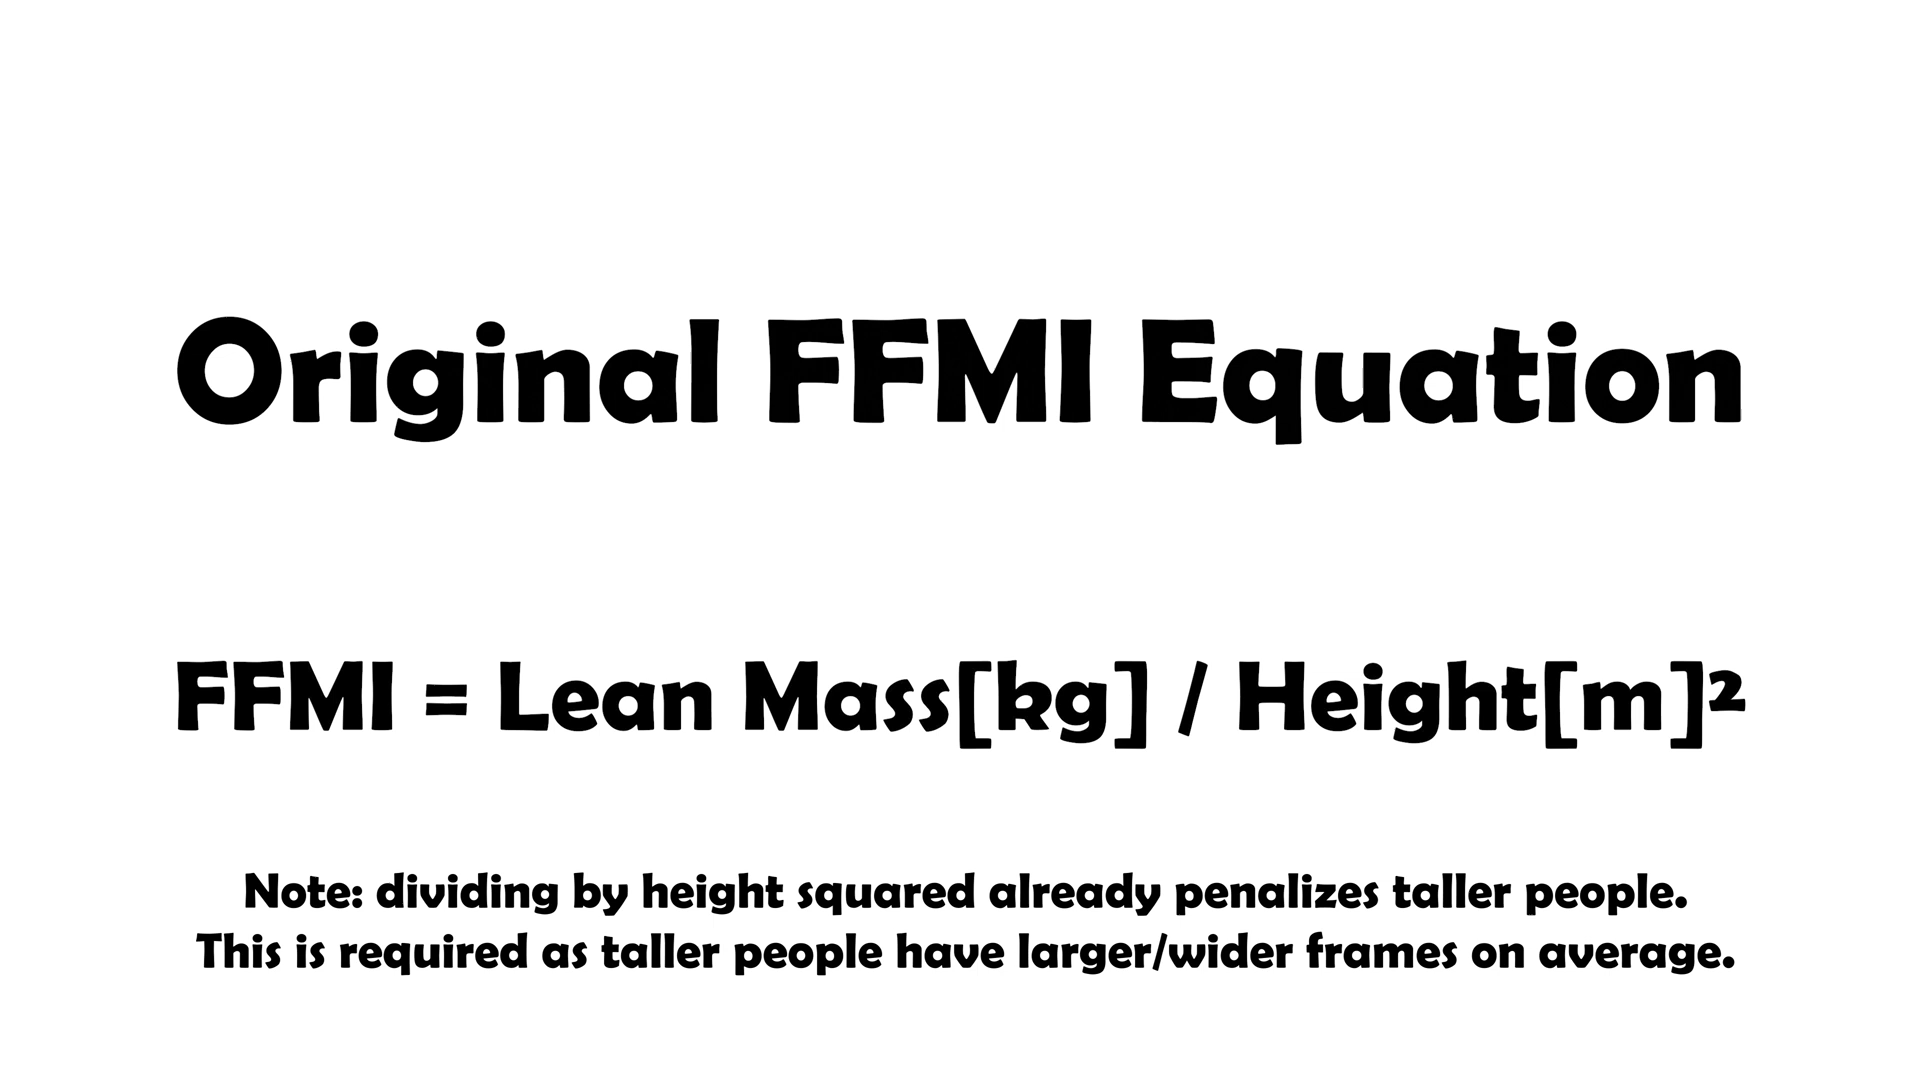 Original FFMI Equation
FFMI = Lean Mass[kg] / Height[m]²
Note: dividing by height squared already penalizes taller people.
This is required as taller people have larger/wider frames on average.